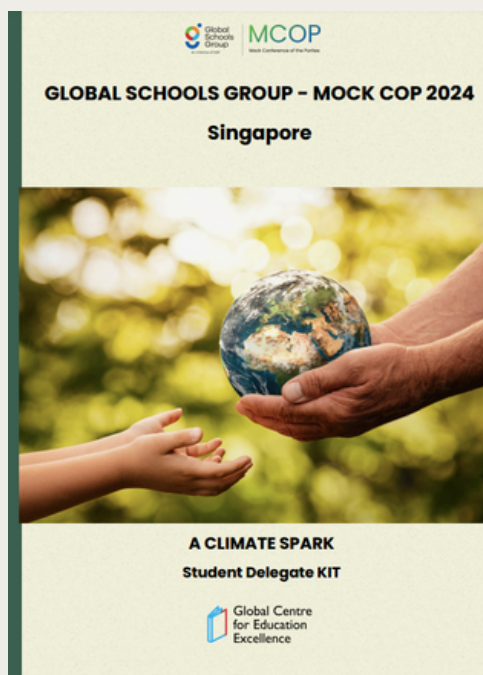 Global
Schools
Group
MCOP
Mock Conference of the Parties
GLOBAL SCHOOLS GROUP – MOCK COP 2024
Singapore
A CLIMATE SPARK
Student Delegate KIT
Global Centre
for Education
Excellence